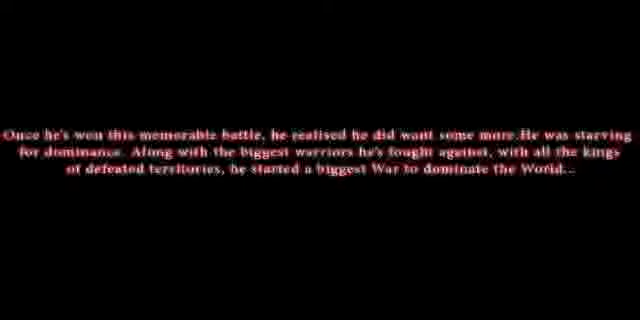 Once he's won this memorable battle, he realised he did want some more.He was starving
for dominance. Along with the biggest warriors he's fought against, with all the kings
of defeated territories, he started a biggest War to dominate the World...